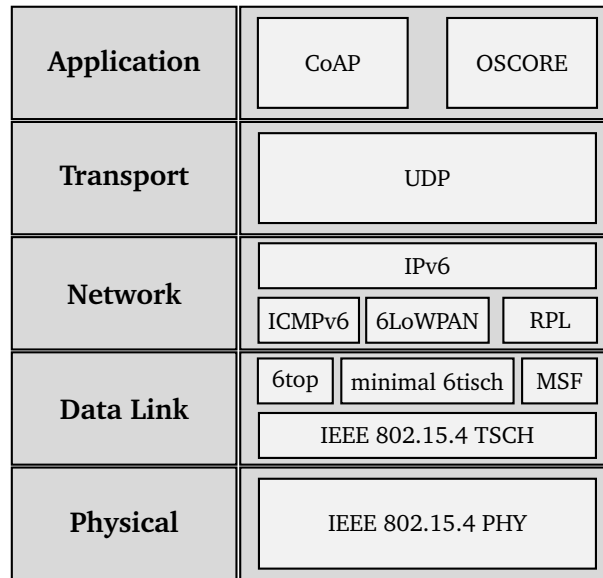 Application
CoAP
OSCORE
Transport
UDP
Network
IPv6
ICMPv6
6LoWPAN
RPL
Data Link
6top
minimal 6tisch
MSF
IEEE 802.15.4 TSCH
Physical
IEEE 802.15.4 PHY